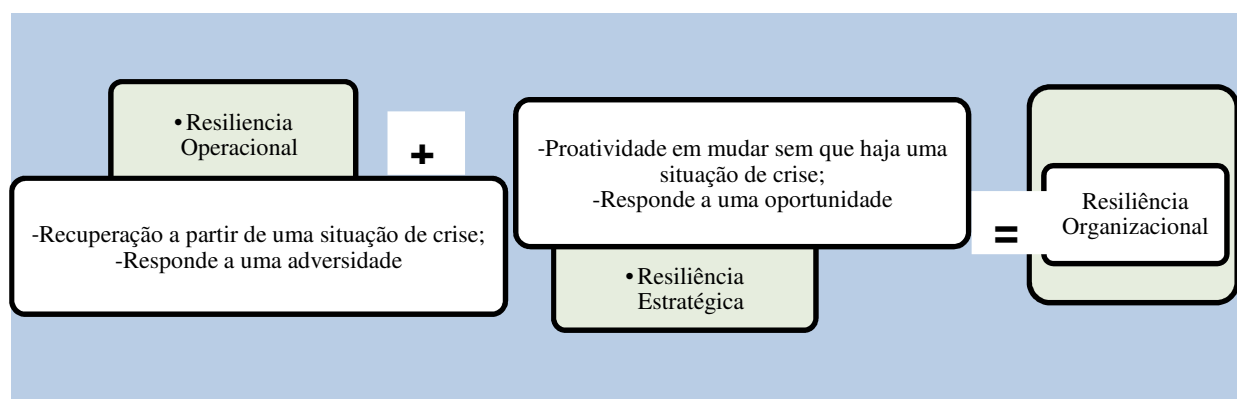 • Resiliencia
Operacional
-Recuperação a partir de uma situação de crise;
-Responde a uma adversidade
+
-Proatividade em mudar sem que haja uma
situação de crise;
-Responde a uma oportunidade
• Resiliência
Estratégica
=
Resiliência
Organizacional